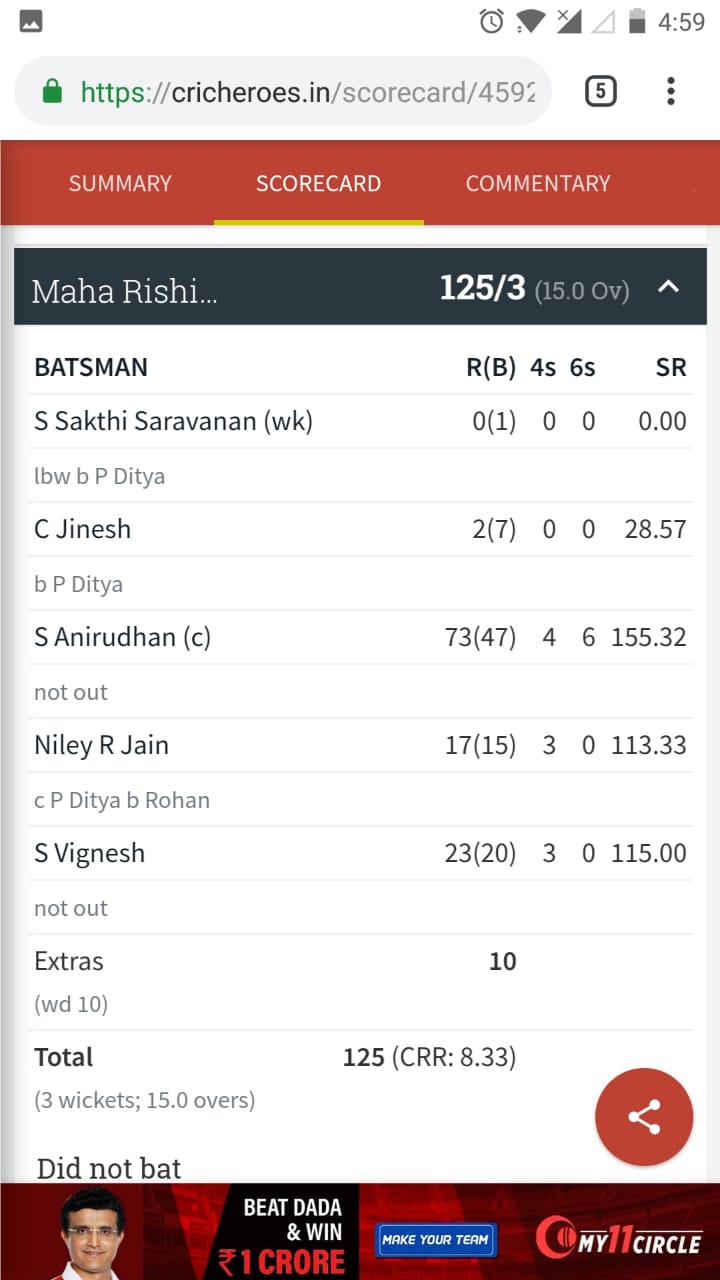 4:59
https://cricheroes.in/scorecard/4592
5
SUMMARY SCORECARD COMMENTARY
Maha Rishi... 125/3 (15.0 Ov)
BATSMAN R(B) 4s 6s SR
S Sakthi Saravanan (wk) 0(1) 0 0 0.00
lbw b P Ditya
C Jinesh 2(7) 0 0 28.57
b P Ditya
S Anirudhan (c) 73(47) 4 6 155.32
not out
Niley R Jain 17(15) 3 0 113.33
c P Ditya b Rohan
S Vignesh 23(20) 3 0 115.00
not out
Extras 10
(wd 10)
Total 125 (CRR: 8.33)
(3 wickets; 15.0 overs)
Did not bat
BEAT DADA
& WIN
₹1 CRORE
MAKE YOUR TEAM
MY11CIRCLE